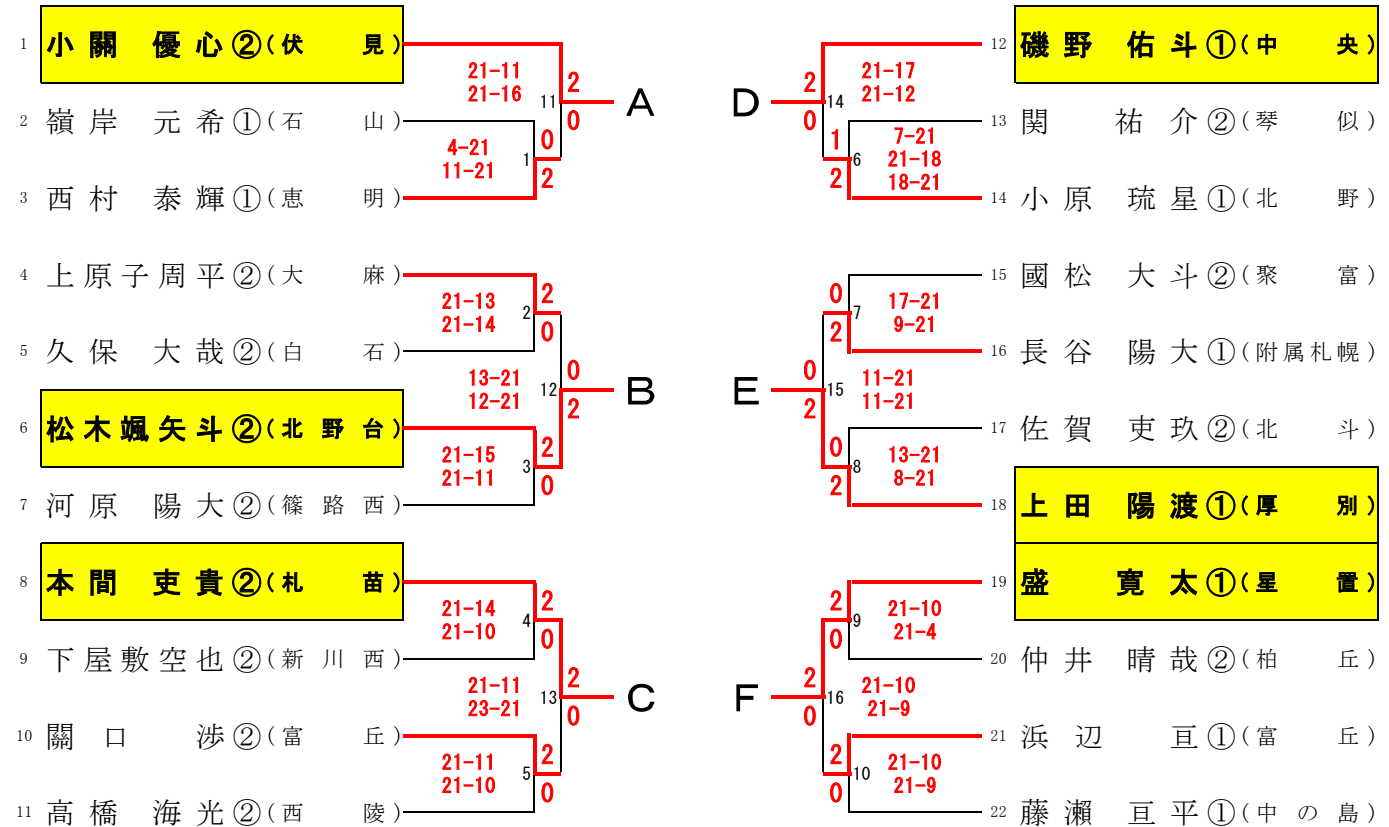 1 小關 優心②(伏見)
21-11
21-16
2
0
11
A
2 嶺岸 元希①(石山)
4-21
11-21
0
2
1
3 西村 泰輝①(恵明)
4 上原子周平②(大麻)
21-13
21-14
2
0
2
5 久保 大哉②(白石)
13-21
12-21
0
2
12
B
6 松木颯矢斗②(北野台)
21-15
21-11
2
0
3
7 河原 陽大②(篠路西)
8 本間 吏貴②(札苗)
21-14
21-10
2
0
4
9 下屋敷空也②(新川西)
21-11
23-21
2
0
13
C
10 關口 渉②(富丘)
21-11
21-10
2
0
5
11 高橋 海光②(西陵)
12 磯野 佑斗①(中央)
21-17
21-12
2
0
14
D
13 関 祐介②(琴似)
7-21
21-18
18-21
1
2
6
14 小原 琉星①(北野)
15 國松 大斗②(聚富)
17-21
9-21
0
2
7
16 長谷 陽大①(附属札幌)
11-21
11-21
0
2
15
E
17 佐賀 吏玖②(北斗)
13-21
8-21
0
2
8
18 上田 陽渡①(厚別)
19 盛 寛太①(星置)
21-10
21-4
2
0
9
20 仲井 晴哉②(柏丘)
21-10
21-9
2
0
16
F
21 浜辺 亘①(富丘)
21-10
21-9
2
0
10
22 藤瀬 亘平①(中の島)